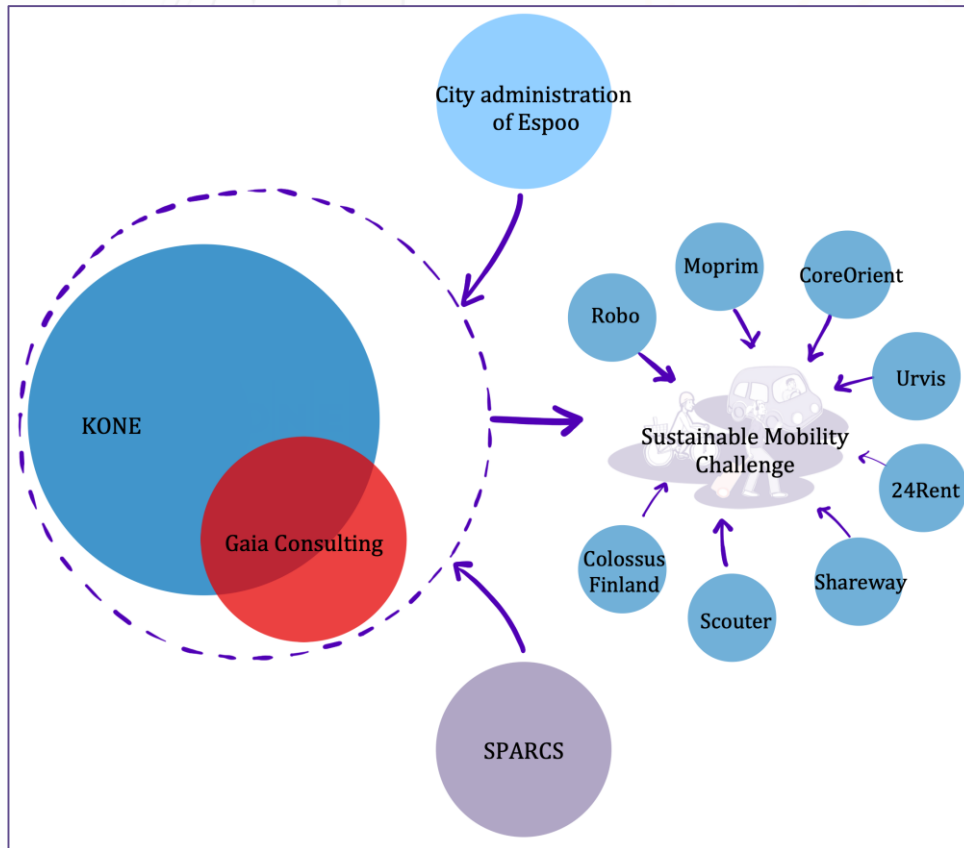 City administration
of Espoo
Moprim
CoreOrient
Robo
Urvis
KONE
Sustainable Mobility
Challenge
24Rent
Gaia Consulting
Colossus
Finland
Shareway
Scouter
SPARCS